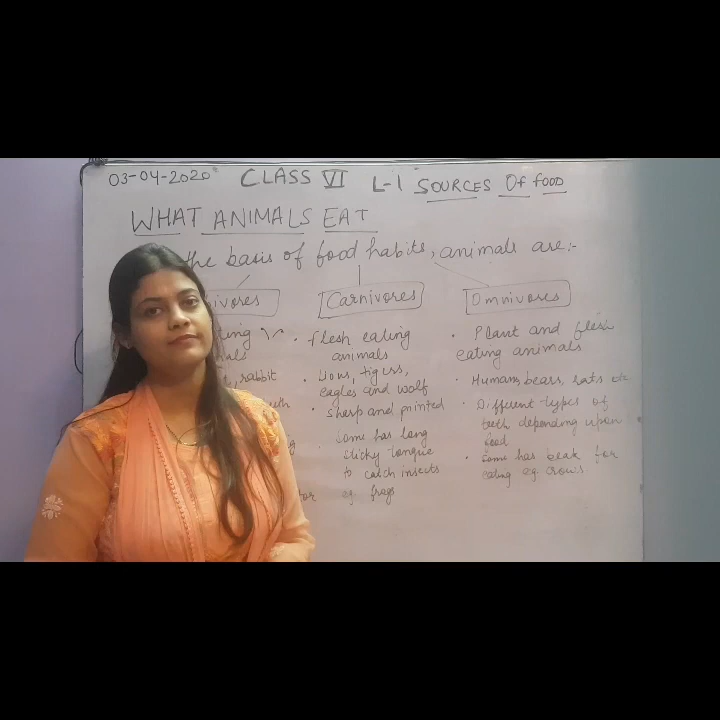 03-04-2020 CLASS VI L-1 SOURCES Of food
WHAT ANIMALS EAT
the basis of food habits, animals are:-
ivores
ting
als
, rabbit
Carnivores
flesh eating
animals
Lions, tigers,
eagles and wolf
Sharp and pointed
Some has long
sticky tongue
to catch insects
eg. frogs
Omnivores
Plant and flesh
eating animals
Humans, bears, rats etc
Different types of
teeth depending upon
food
Some has beak for
eating eg. crows